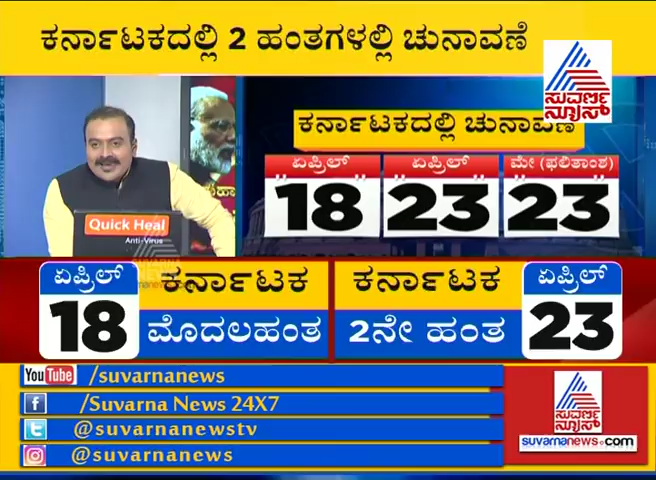 ಕರ್ನಾಟಕದಲ್ಲಿ 2 ಹಂತಗಳಲ್ಲಿ ಚುನಾವಣೆ
ಸುವರ್ಣ
ನ್ಯೂಸ್
ಕರ್ನಾಟಕದಲ್ಲಿ ಚುನಾವಣೆ
ಏಪ್ರಿಲ್ ಏಪ್ರಿಲ್ ಮೇ (ಫಲಿತಾಂಶ)
18 23 23
Quick Heal
Anti-Virus
SUVARNA
NEWS
ಏಪ್ರಿಲ್ ಕರ್ನಾಟಕ ಕರ್ನಾಟಕ ಏಪ್ರಿಲ್
18 ಮೊದಲಹಂತ 2ನೇ ಹಂತ 23
YouTube /suvarnanews
/Suvarna News 24X7
@suvarnanewstv
@suvarnanews
ಸುವರ್ಣ
ನ್ಯೂಸ್
suvarnanews.com